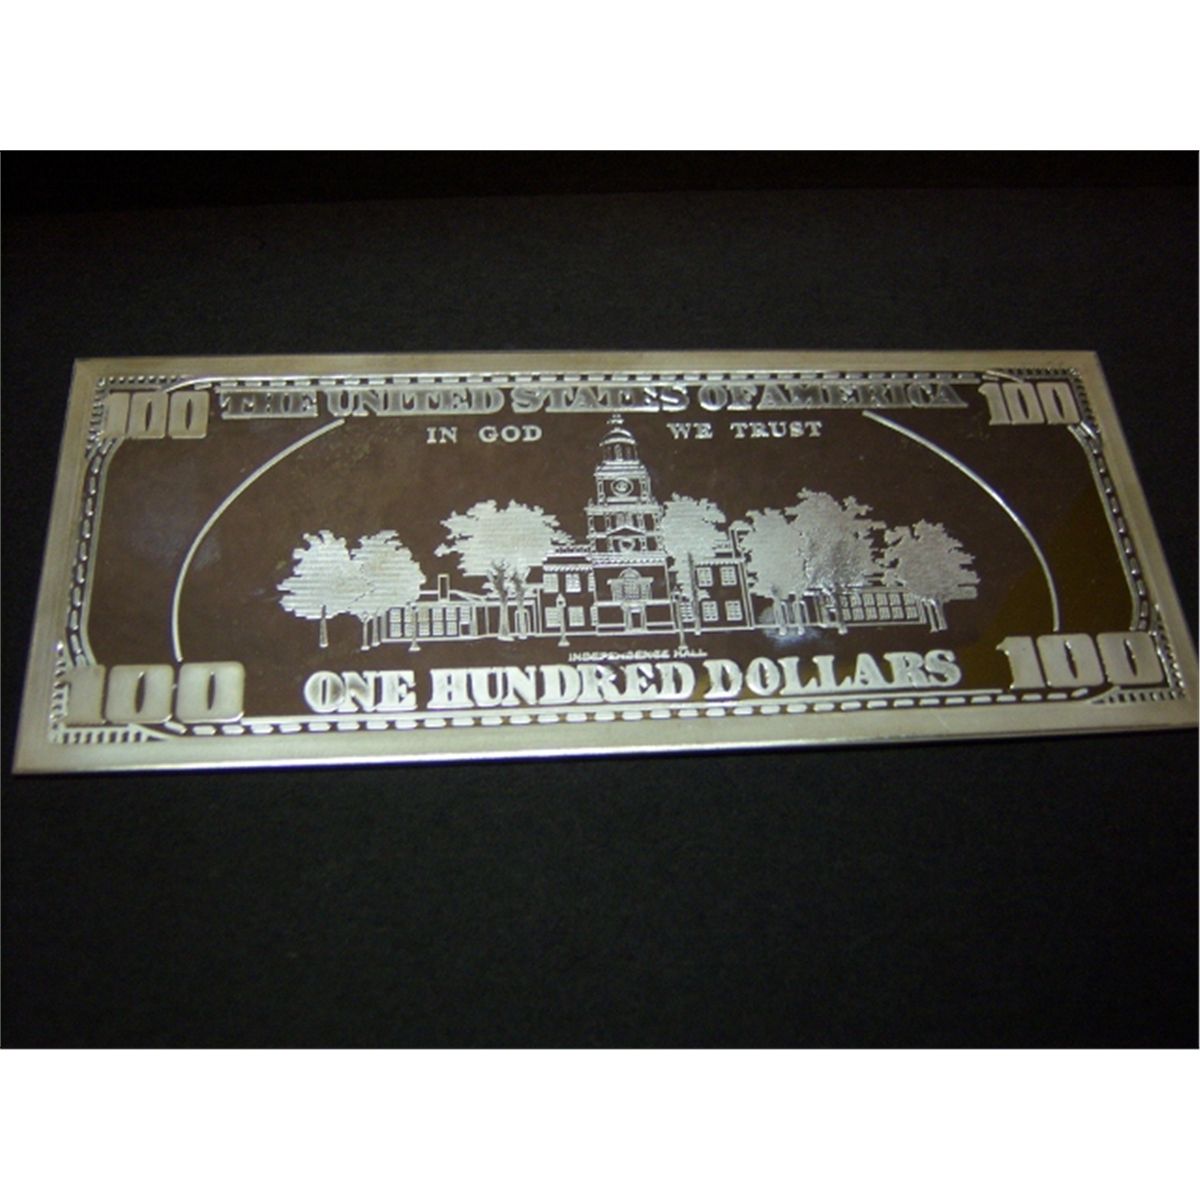 100 THE UNITED STATES OF AMERICA 100
IN GOD WE TRUST
INDEPENDENCE HALL
100 ONE HUNDRED DOLLARS 100